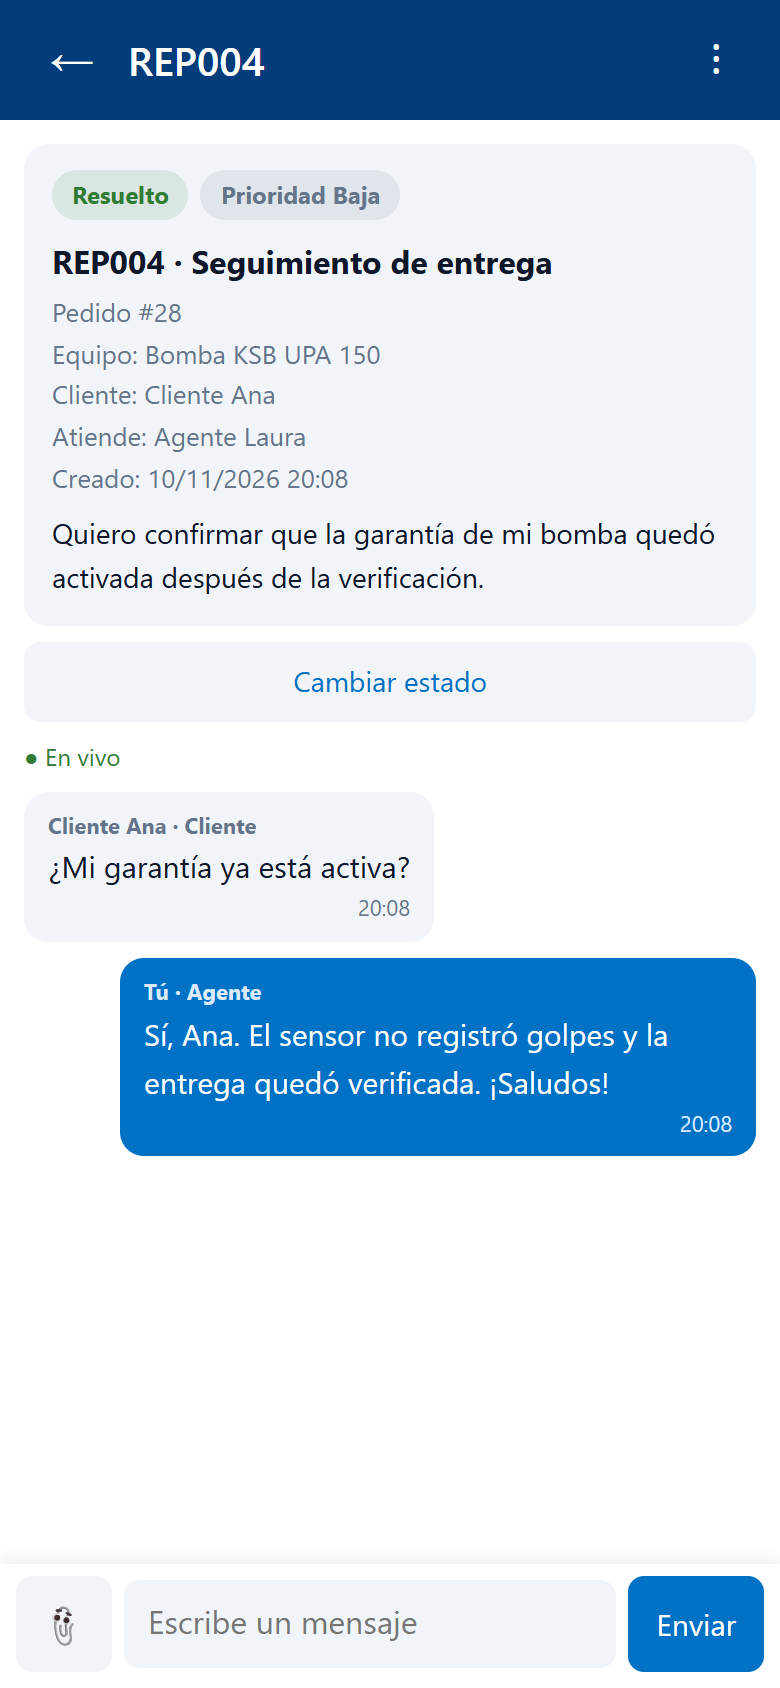 REP004
Resuelto
Prioridad Baja
REP004 · Seguimiento de entrega
Pedido #28
Equipo: Bomba KSB UPA 150
Cliente: Cliente Ana
Atiende: Agente Laura
Creado: 10/11/2026 20:08
Quiero confirmar que la garantía de mi bomba quedó
activada después de la verificación.
Cambiar estado
● En vivo
Cliente Ana · Cliente
¿Mi garantía ya está activa?
20:08
Tú · Agente
Sí, Ana. El sensor no registró golpes y la
entrega quedó verificada. ¡Saludos!
20:08
Escribe un mensaje
Enviar